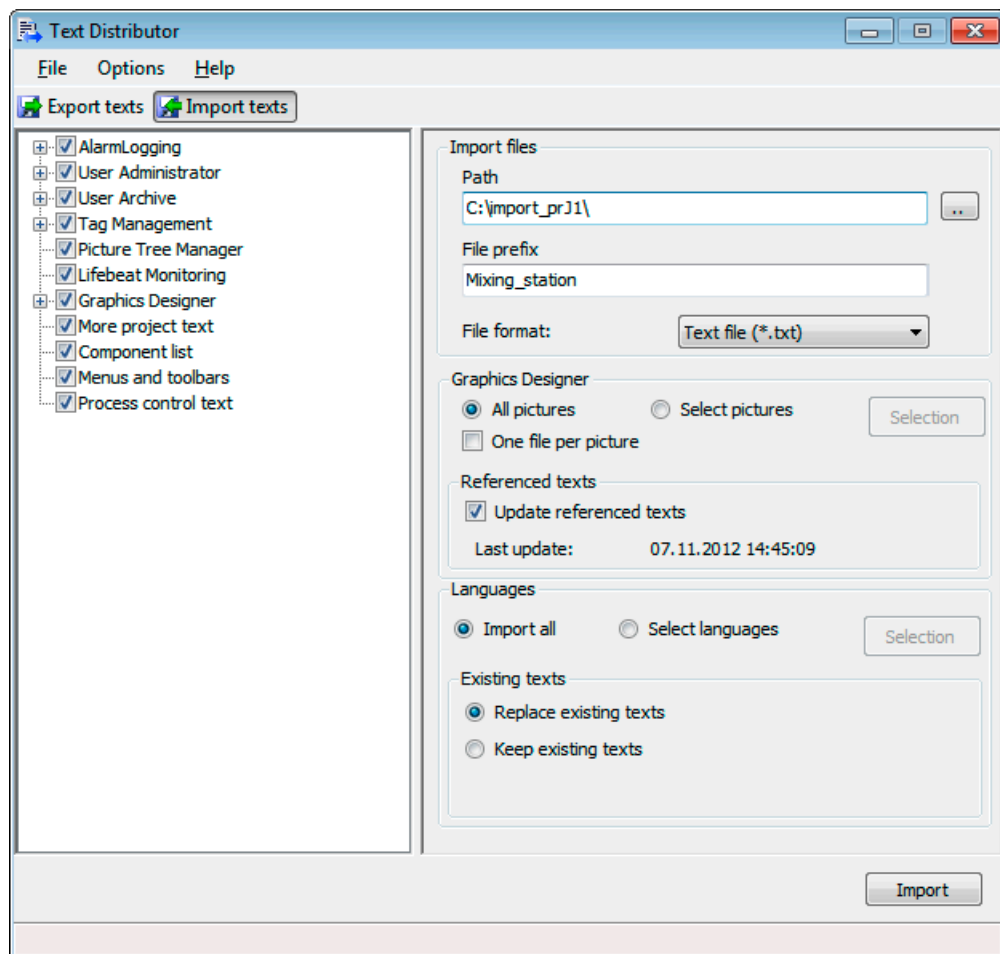 Text Distributor
File Options Help
Export texts Import texts
AlarmLogging
User Administrator
User Archive
Tag Management
Picture Tree Manager
Lifebeat Monitoring
Graphics Designer
More project text
Component list
Menus and toolbars
Process control text
Import files
Path
C:\import_prJ1\
..
File prefix
Mixing_station
File format: Text file (*.txt)
Graphics Designer
All pictures Select pictures Selection
One file per picture
Referenced texts
Update referenced texts
Last update: 07.11.2012 14:45:09
Languages
Import all Select languages Selection
Existing texts
Replace existing texts
Keep existing texts
Import